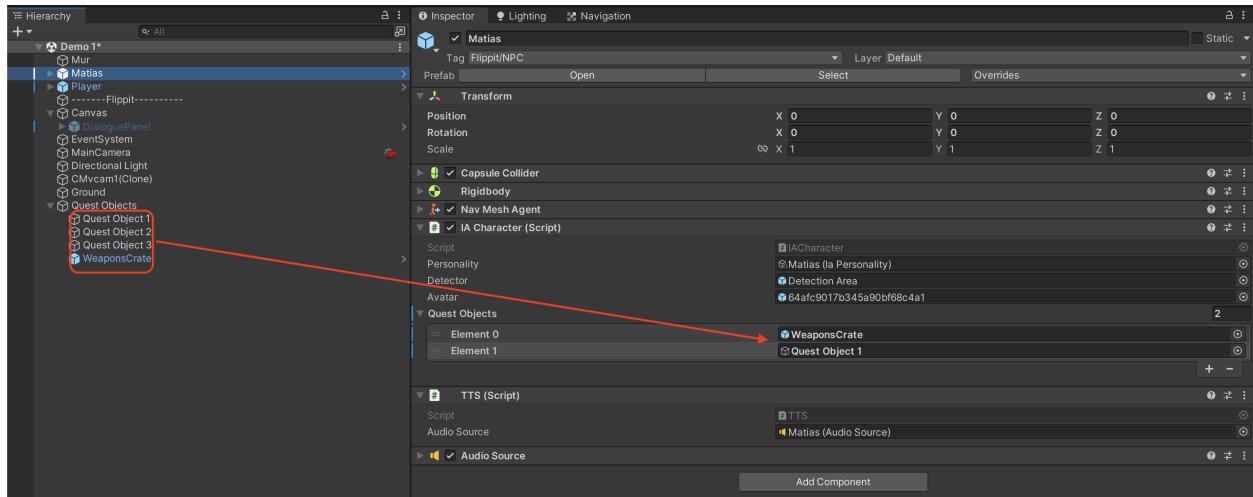 Hierarchy
All
Demo 1*
Mur
Matias
Player
-------Flippit----------
Canvas
DialoguePanel
EventSystem
MainCamera
Directional Light
CMvcam1(Clone)
Ground
Quest Objects
Quest Object 1
Quest Object 2
Quest Object 3
WeaponsCrate
Inspector Lighting Navigation
Matias Static
Tag Flippit/NPC Layer Default
Prefab Open Select Overrides
Transform
Position X 0 Y 0 Z 0
Rotation X 0 Y 0 Z 0
Scale X 1 Y 1 Z 1
Capsule Collider
Rigidbody
Nav Mesh Agent
# IA Character (Script)
Script IACharacter
Personality Matias (Ia Personality)
Detector Detection Area
Avatar 64afc9017b345a90bf68c4a1
Quest Objects 2
Element 0 WeaponsCrate
Element 1 Quest Object 1
+ -
# TTS (Script)
Script TTS
Audio Source Matias (Audio Source)
Audio Source
Add Component